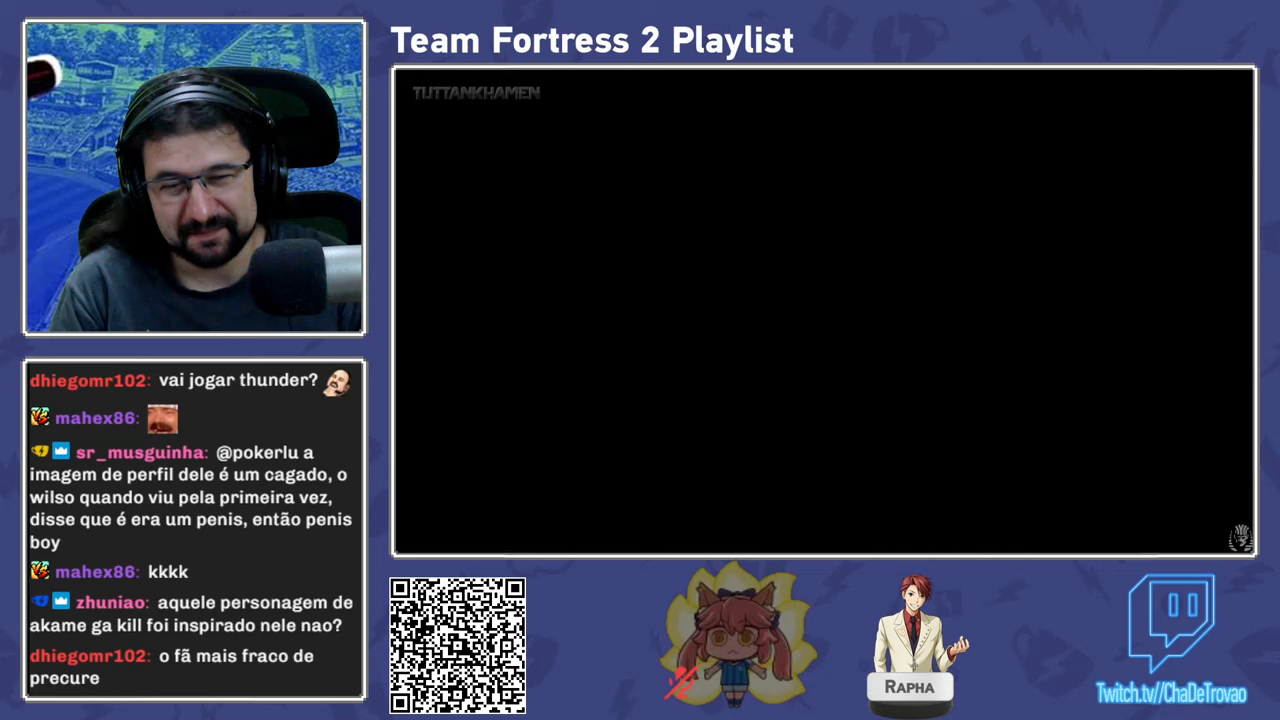 Team Fortress 2 Playlist
TUTTANKHAMEN
dhiegomr102: vai jogar thunder?
mahex86:
sr_musguinha: @pokerlu a
imagem de perfil dele é um cagado, o
wilso quando viu pela primeira vez,
disse que é era um penis, então penis
boy
mahex86: kkkk
zhuniao: aquele personagem de
akame ga kill foi inspirado nele nao?
dhiegomr102: o fã mais fraco de
precure
RAPHA
Twitch.tv//ChaDeTrovao